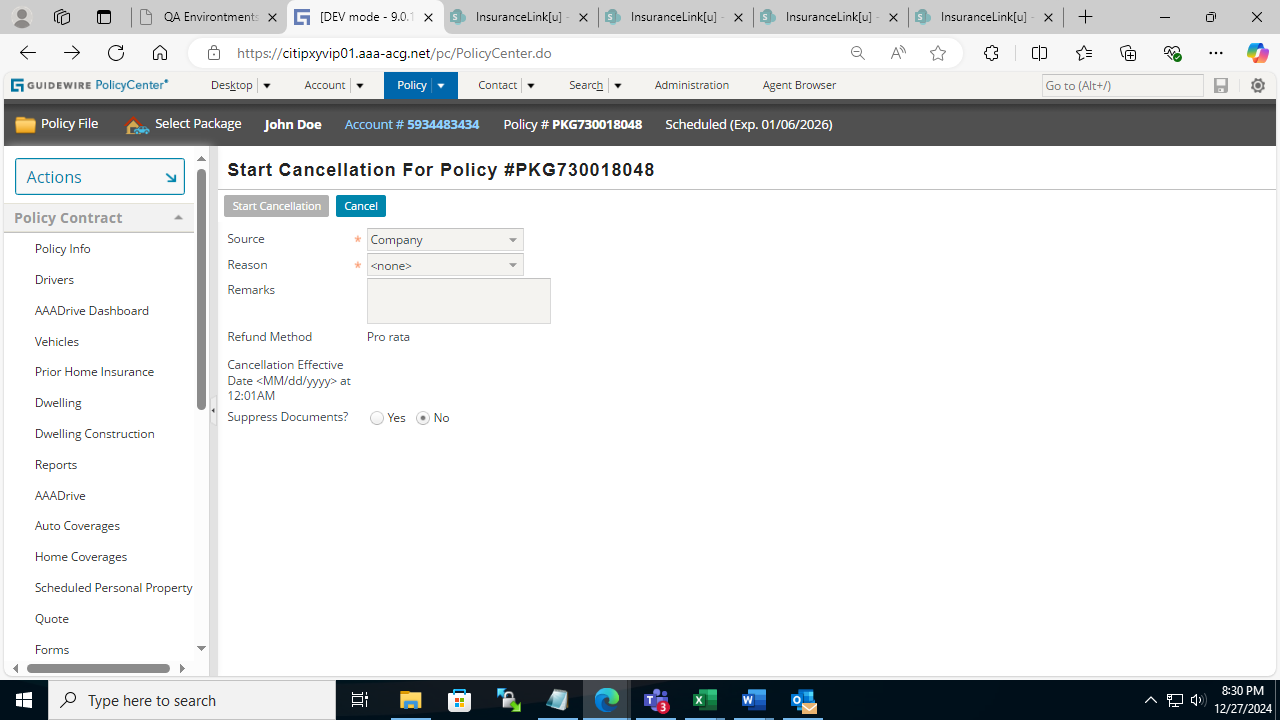 QA Environtments
[DEV mode - 9.0.1
InsuranceLink[u] -
InsuranceLink[u] -
InsuranceLink[u] -
InsuranceLink[u] -
https://citipxyvip01.aaa-acg.net/pc/PolicyCenter.do
GUIDEWIRE PolicyCenter®
Desktop
Account
Policy
Contact
Search
Administration
Agent Browser
Go to (Alt+/)
Policy File
Select Package
John Doe
Account # 5934483434
Policy # PKG730018048
Scheduled (Exp. 01/06/2026)
Actions
Policy Contract
Policy Info
Drivers
AAADrive Dashboard
Vehicles
Prior Home Insurance
Dwelling
Dwelling Construction
Reports
AAADrive
Auto Coverages
Home Coverages
Scheduled Personal Property
Quote
Forms
Start Cancellation For Policy #PKG730018048
Start Cancellation
Cancel
Source * Company
Reason * <none>
Remarks
Refund Method Pro rata
Cancellation Effective
Date <MM/dd/yyyy> at
12:01AM
Suppress Documents? Yes No
Type here to search
3
8:30 PM
12/27/2024